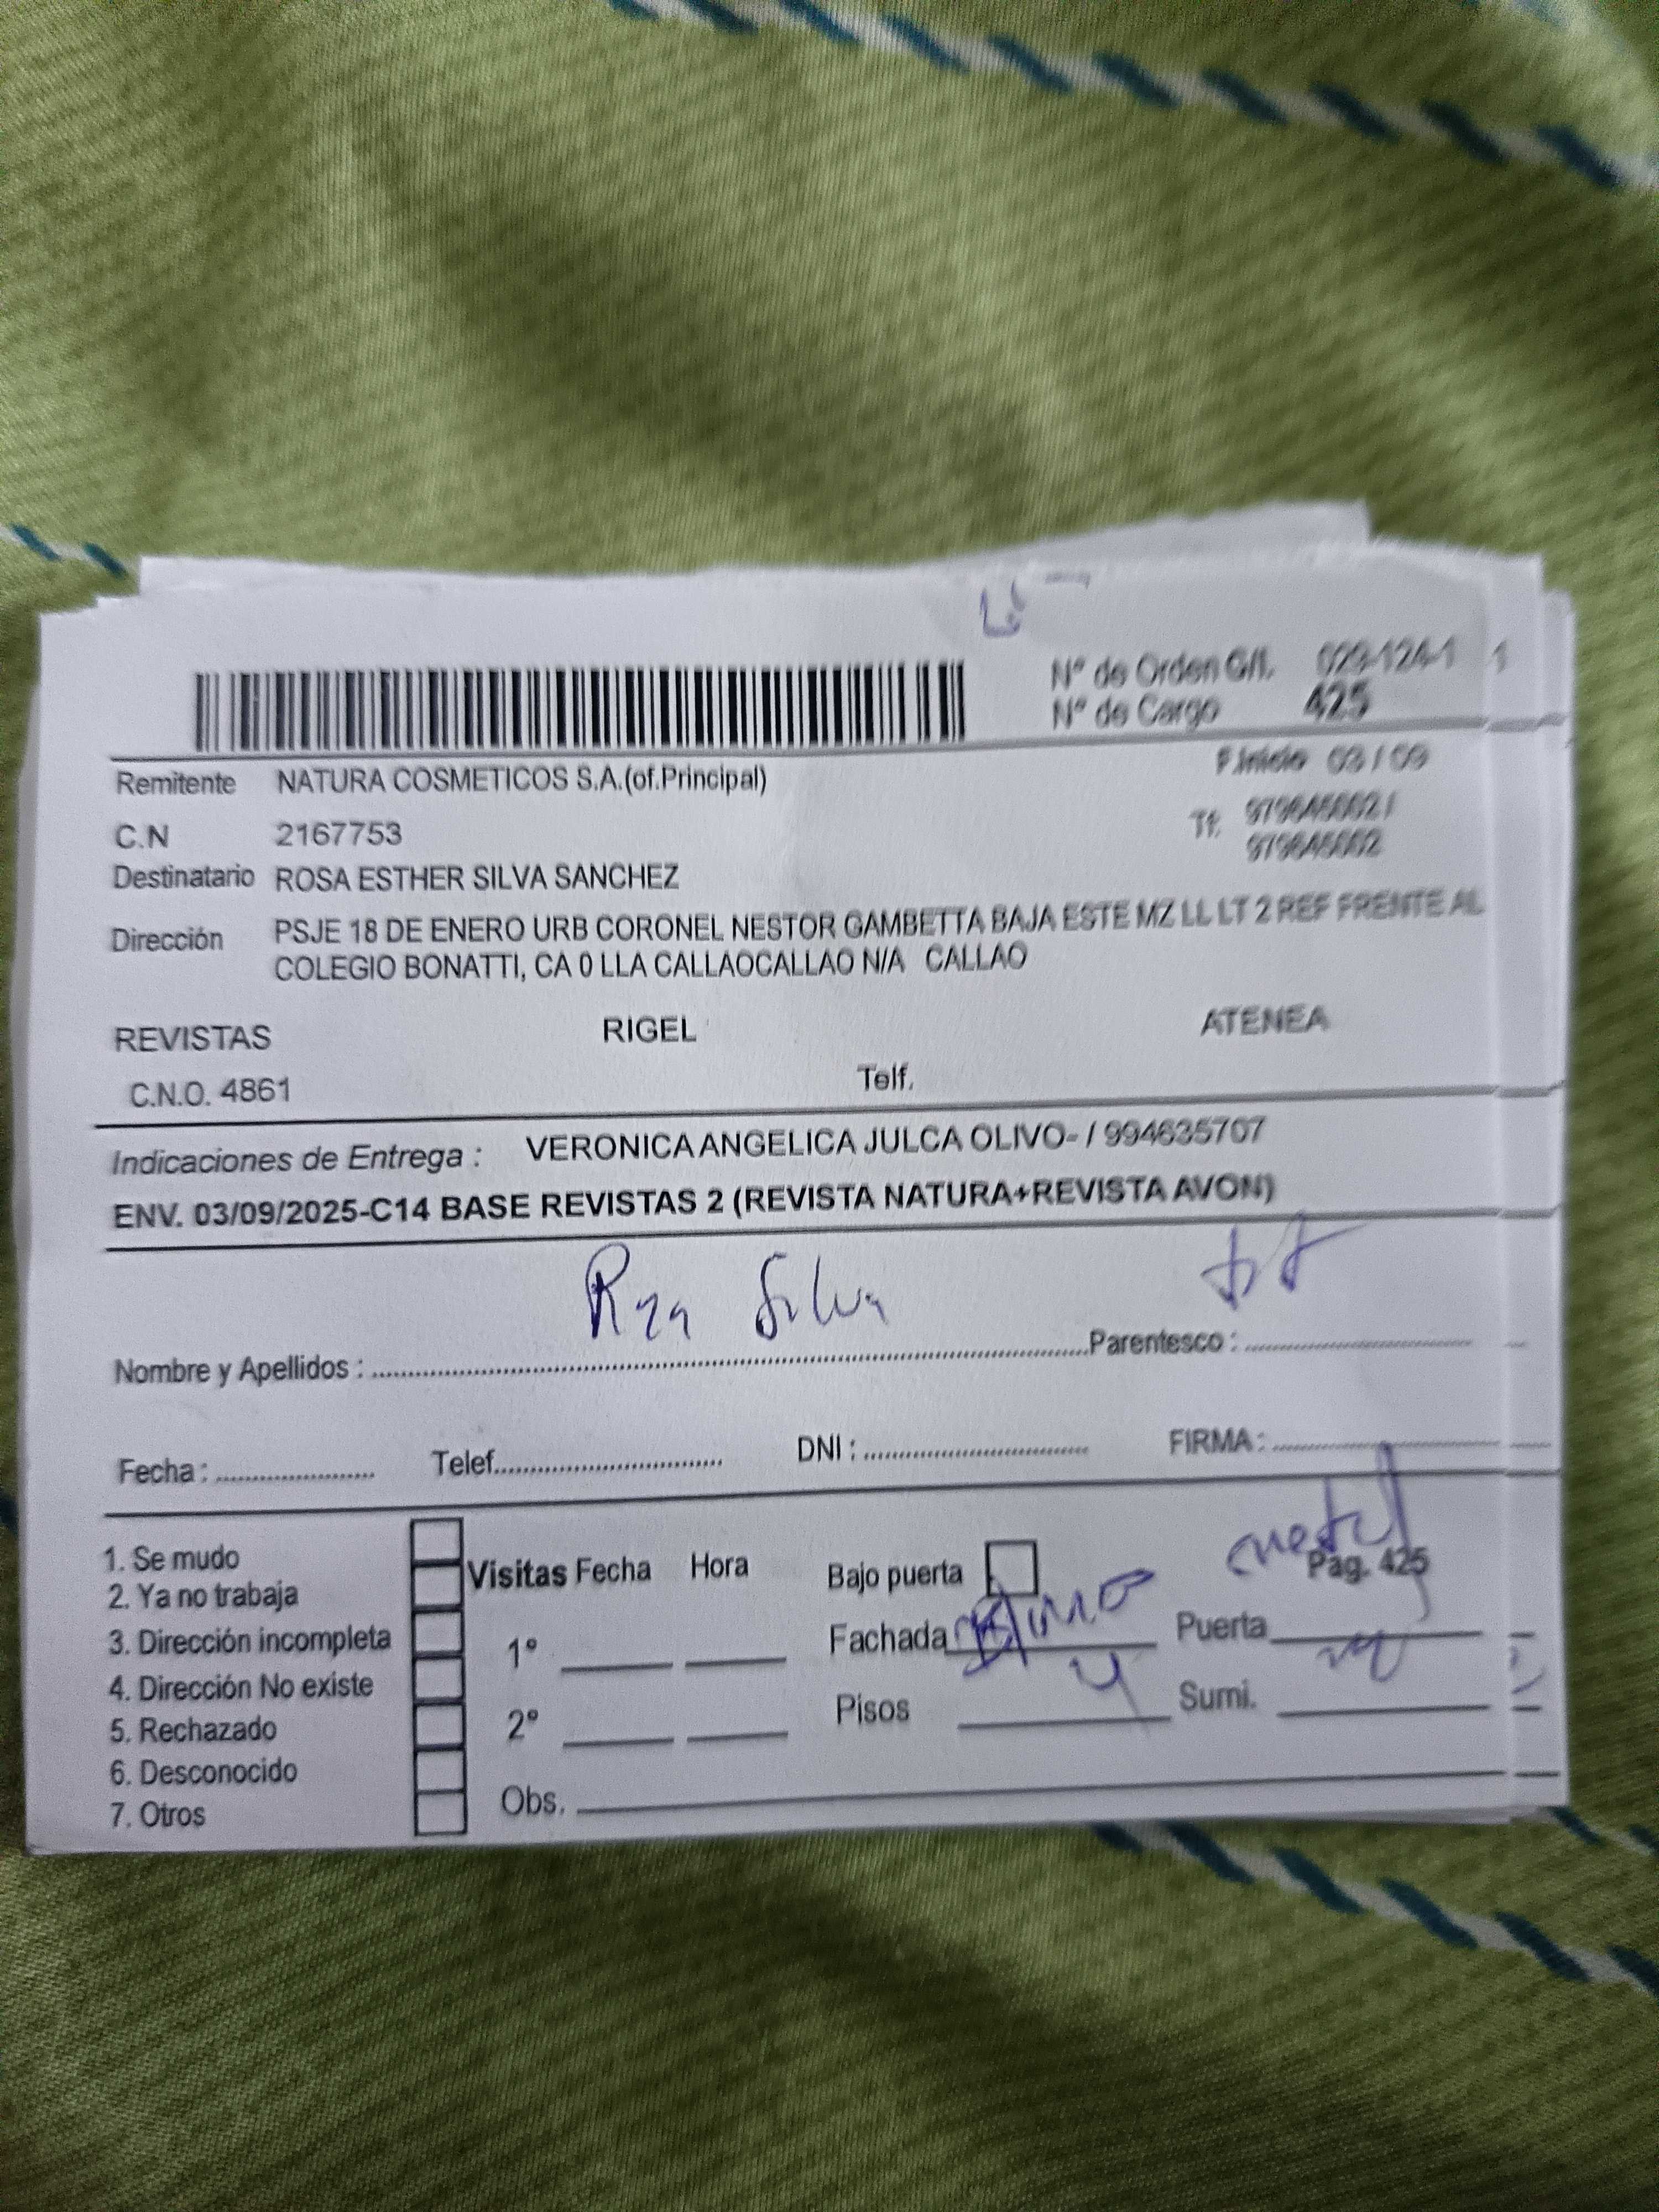 Nº de Orden G/I. 029-124-1 1
Nº de Cargo 425
F.Inicio 03 / 09
Remitente NATURA COSMETICOS S.A.(of.Principal)
Tf: 979645002 /
979645002
C.N 2167753
Destinatario ROSA ESTHER SILVA SANCHEZ
Dirección PSJE 18 DE ENERO URB CORONEL NESTOR GAMBETTA BAJA ESTE MZ LL LT 2 REF FRENTE AL
COLEGIO BONATTI, CA 0 LLA CALLAOCALLAO N/A CALLAO
REVISTAS RIGEL ATENEA
C.N.O. 4861 Telf.
Indicaciones de Entrega : VERONICA ANGELICA JULCA OLIVO- / 994635707
ENV. 03/09/2025-C14 BASE REVISTAS 2 (REVISTA NATURA+REVISTA AVON)
Rosa Silva
Nombre y Apellidos : Parentesco :
Fecha : Telef. DNI : FIRMA :
1. Se mudo
2. Ya no trabaja
3. Dirección incompleta
4. Dirección No existe
5. Rechazado
6. Desconocido
7. Otros
Visitas Fecha Hora
1º
2º
Obs.
Bajo puerta
Pag. 425
Fachada Puerta metal
Pisos 4 Sumi.